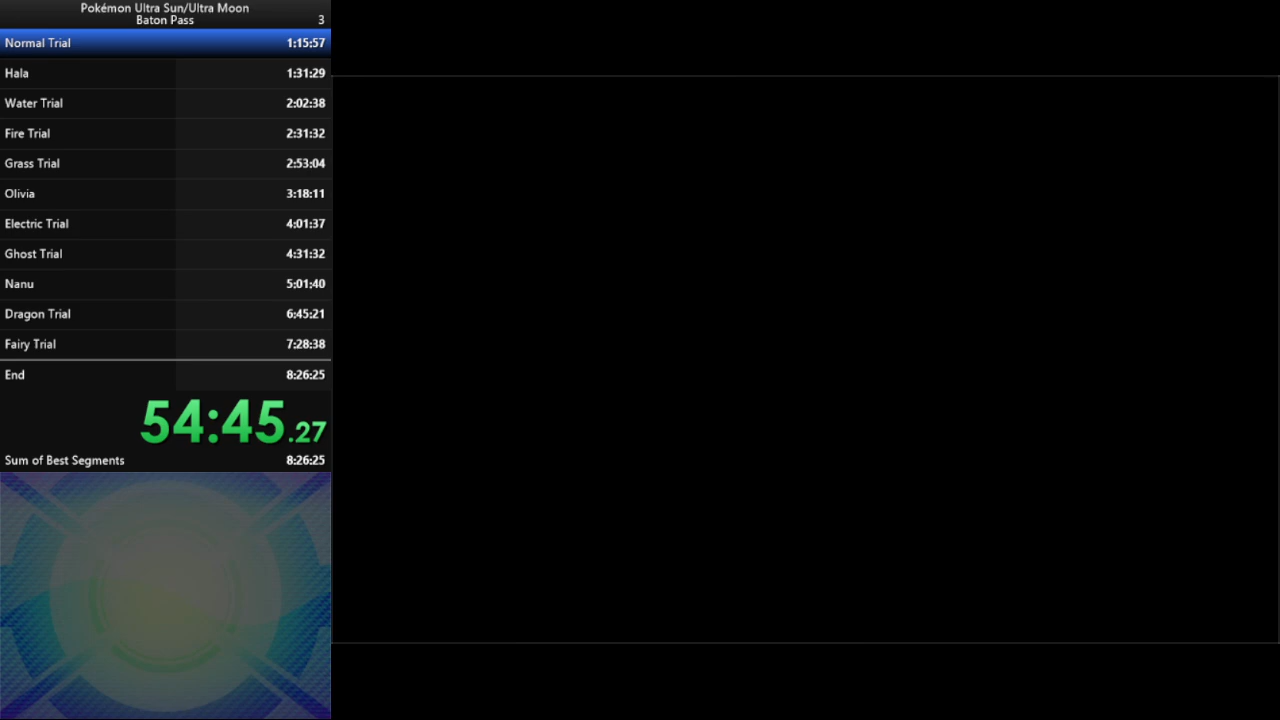 Pokémon Ultra Sun/Ultra Moon
Baton Pass 3
Normal Trial 1:15:57
Hala 1:31:29
Water Trial 2:02:38
Fire Trial 2:31:32
Grass Trial 2:53:04
Olivia 3:18:11
Electric Trial 4:01:37
Ghost Trial 4:31:32
Nanu 5:01:40
Dragon Trial 6:45:21
Fairy Trial 7:28:38
End 8:26:25
54:45.27
Sum of Best Segments 8:26:25